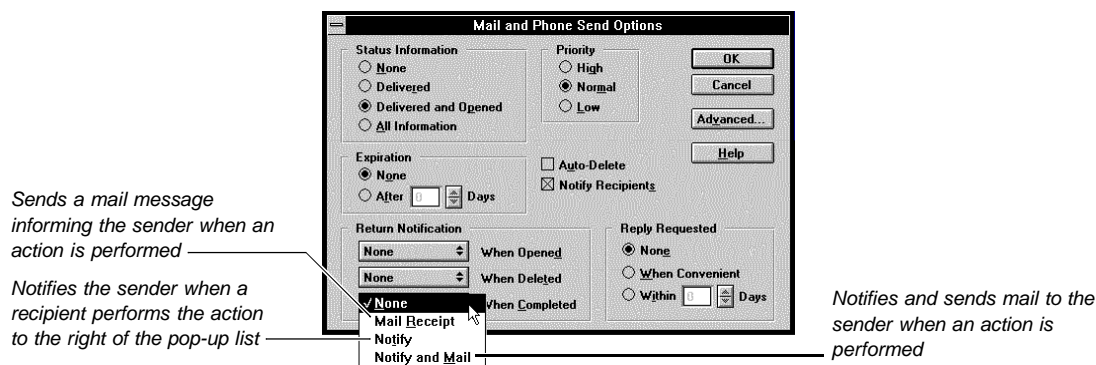 Mail and Phone Send Options
Status Information
None
Delivered
Delivered and Opened
All Information
Priority
High
Normal
Low
OK
Cancel
Advanced...
Help
Expiration
None
After 0 Days
Auto-Delete
Notify Recipients
Return Notification
None When Opened
None When Deleted
√ None When Completed
Mail Receipt
Notify
Notify and Mail
Reply Requested
None
When Convenient
Within 0 Days
Sends a mail message
informing the sender when an
action is performed
Notifies the sender when a
recipient performs the action
to the right of the pop-up list
Notifies and sends mail to the
sender when an action is
performed